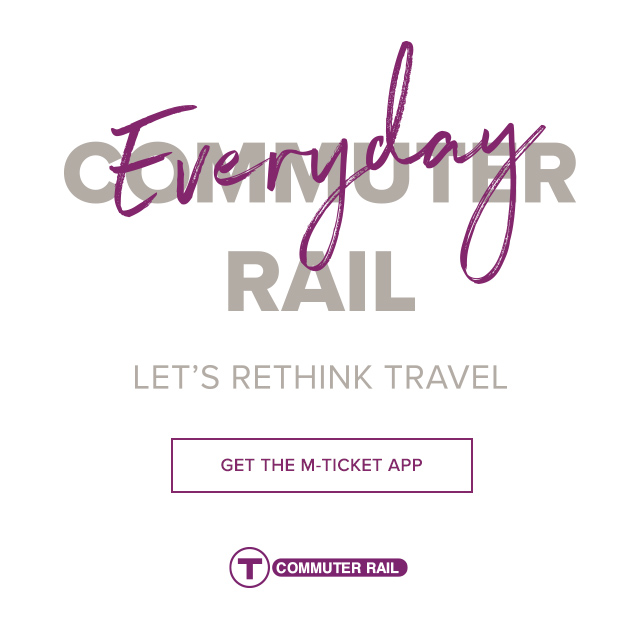 Everyday
COMMUTER
RAIL
LET'S RETHINK TRAVEL
GET THE M-TICKET APP
T COMMUTER RAIL